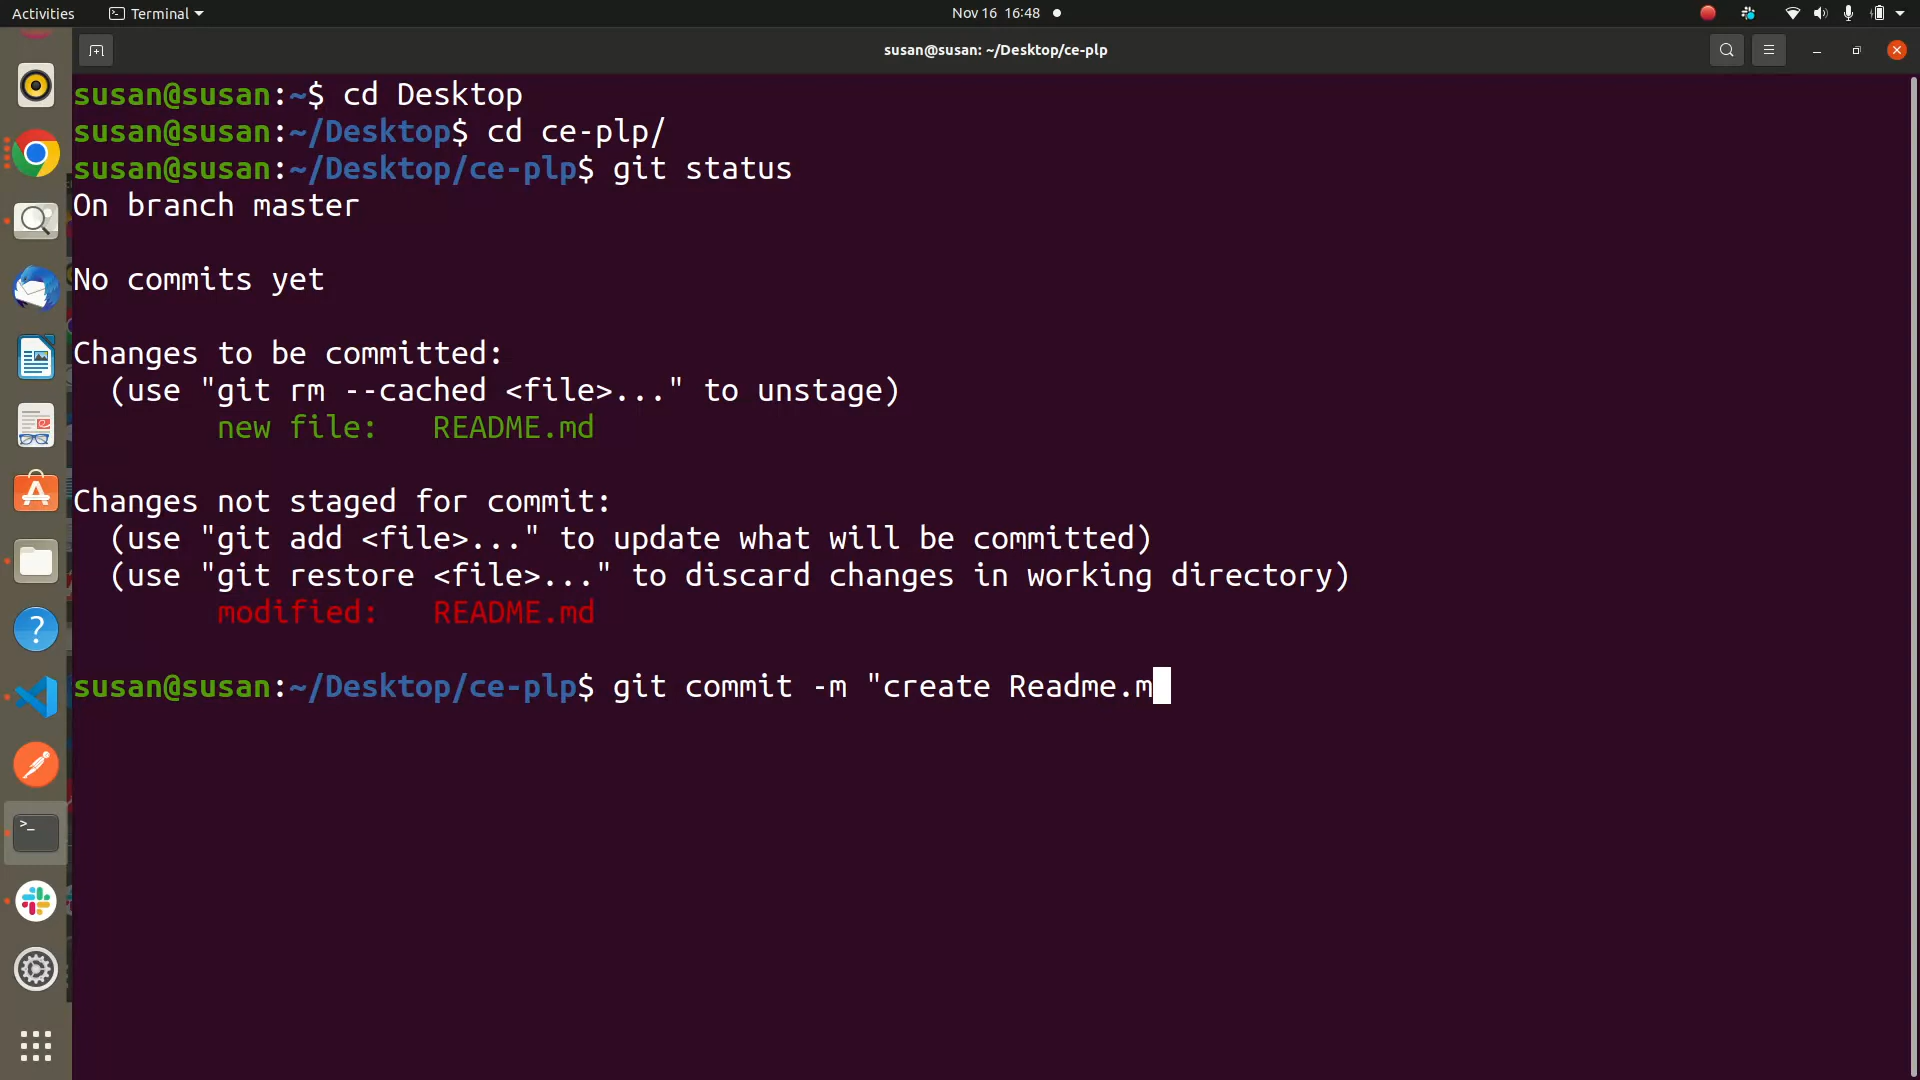 Activities Terminal Nov 16 16:48
susan@susan: ~/Desktop/ce-plp
susan@susan:~$ cd Desktop
susan@susan:~/Desktop$ cd ce-plp/
susan@susan:~/Desktop/ce-plp$ git status
On branch master
No commits yet
Changes to be committed:
  (use "git rm --cached <file>..." to unstage)
        new file:   README.md
Changes not staged for commit:
  (use "git add <file>..." to update what will be committed)
  (use "git restore <file>..." to discard changes in working directory)
        modified:   README.md
susan@susan:~/Desktop/ce-plp$ git commit -m "create Readme.m